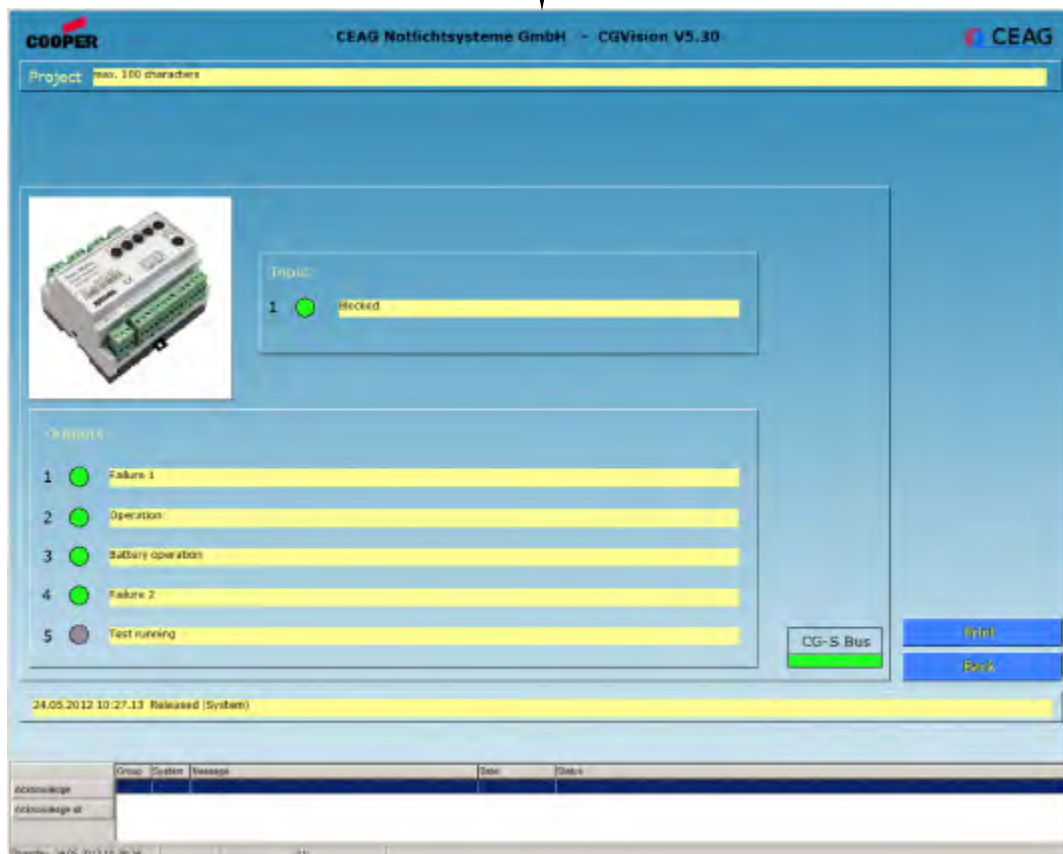 COOPER
CEAG Notlichtsysteme GmbH - CGVision V5.30
CEAG
Project max. 100 characters
Input
1 Blocked
Outputs
1 Failure 1
2 Operation
3 Battery operation
4 Failure 2
5 Test running
CG-S Bus
Print
Back
24.05.2012 10:27.13 Released (System)
Group System Message Date Status
Acknowledge
Acknowledge all